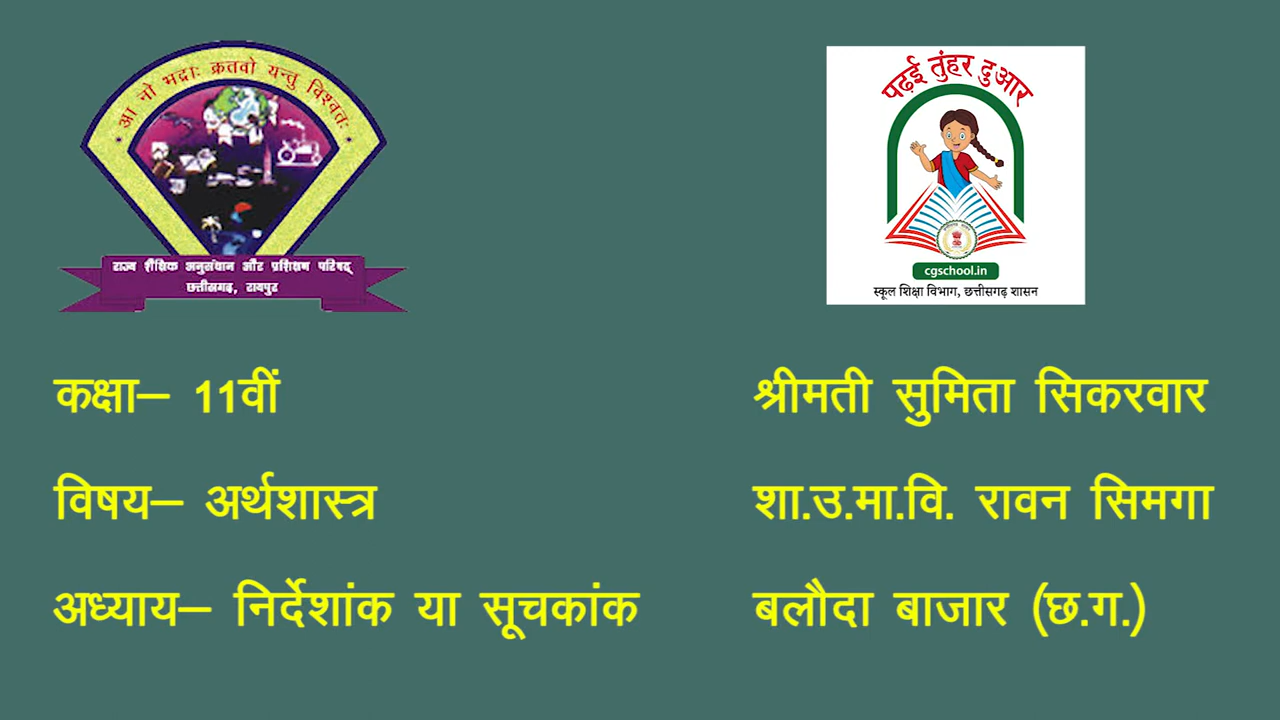 आ नो भद्राः क्रतवो यन्तु विश्वतः
राज्य शैक्षिक अनुसंधान और प्रशिक्षण परिषद्
छत्तीसगढ़, रायपुर
पढ़ई तुंहर दुआर
cgschool.in
स्कूल शिक्षा विभाग, छत्तीसगढ़ शासन
कक्षा– 11वीं
विषय– अर्थशास्त्र
अध्याय– निर्देशांक या सूचकांक
श्रीमती सुमिता सिकरवार
शा.उ.मा.वि. रावन सिमगा
बलौदा बाजार (छ.ग.)